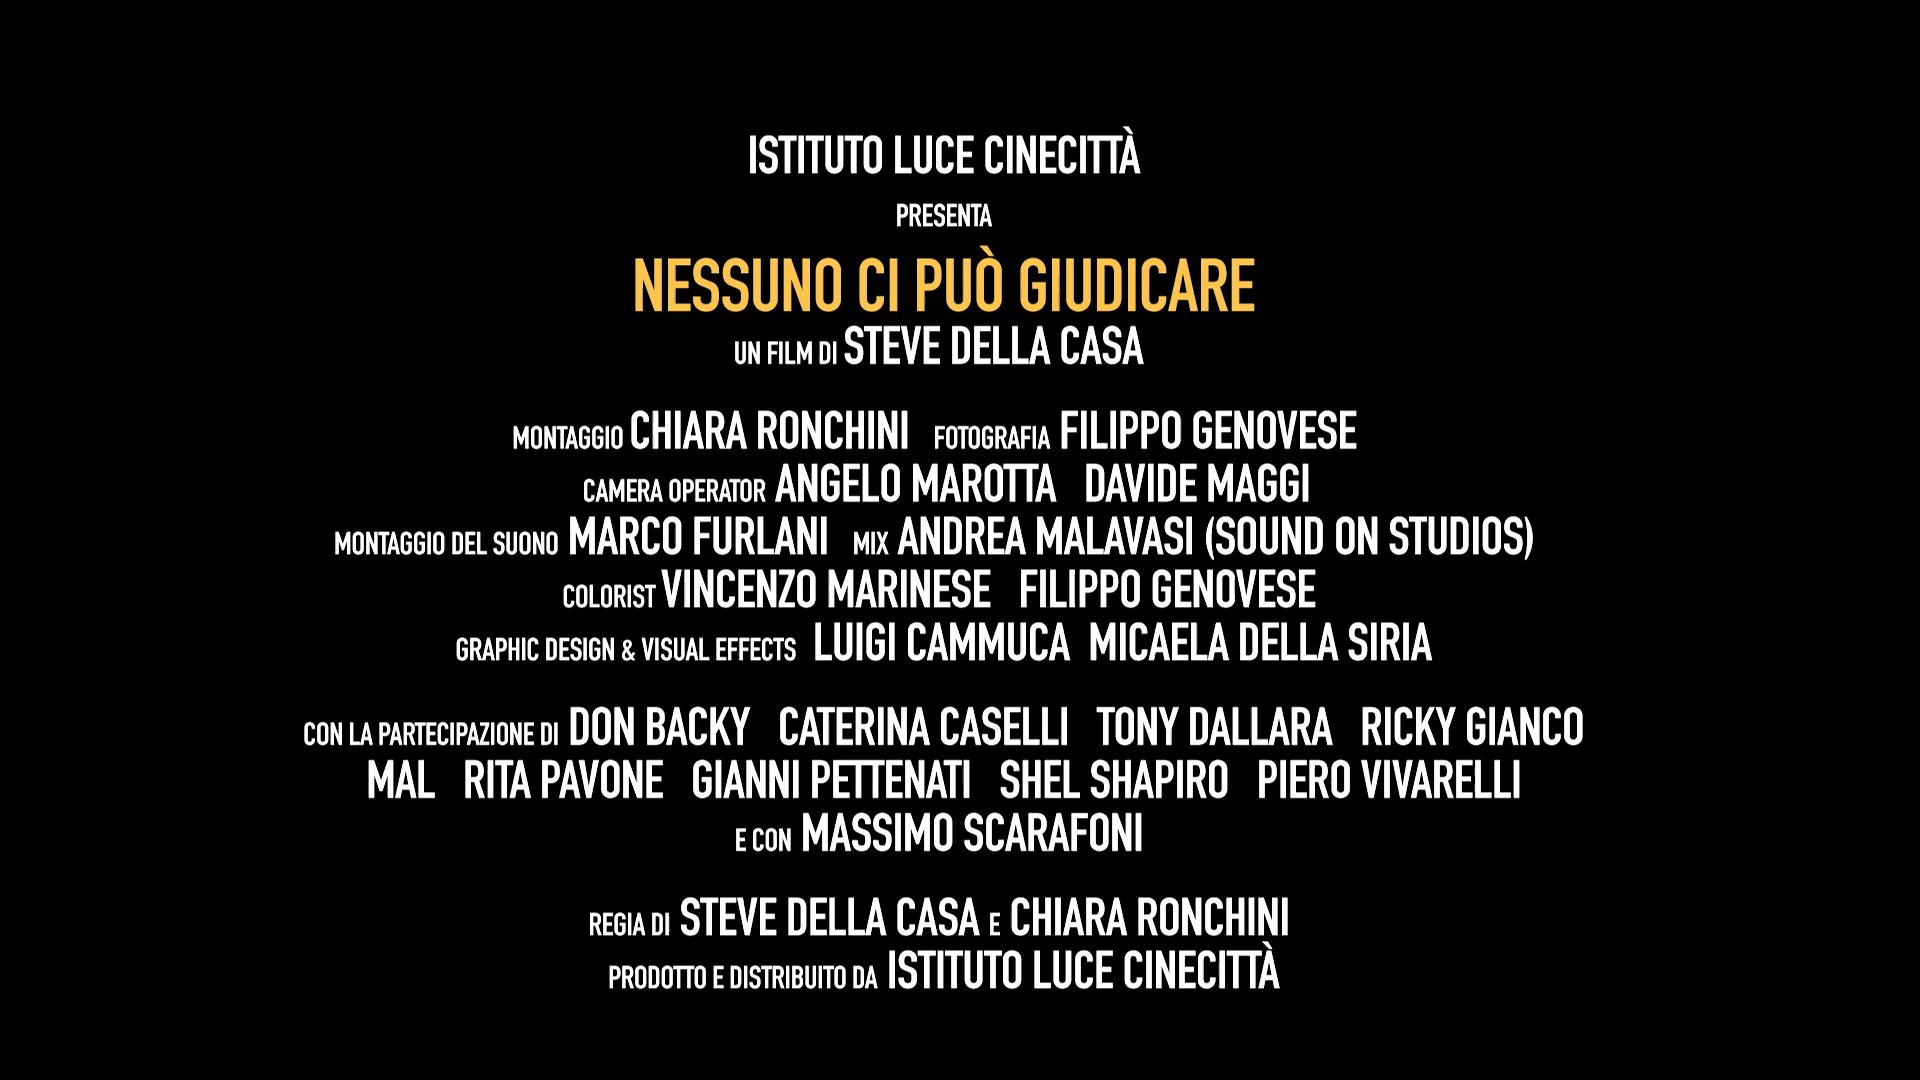 ISTITUTO LUCE CINECITTÀ
PRESENTA
NESSUNO CI PUÒ GIUDICARE
UN FILM DI STEVE DELLA CASA
MONTAGGIO CHIARA RONCHINI FOTOGRAFIA FILIPPO GENOVESE
CAMERA OPERATOR ANGELO MAROTTA DAVIDE MAGGI
MONTAGGIO DEL SUONO MARCO FURLANI MIX ANDREA MALAVASI (SOUND ON STUDIOS)
COLORIST VINCENZO MARINESE FILIPPO GENOVESE
GRAPHIC DESIGN & VISUAL EFFECTS LUIGI CAMMUCA MICAELA DELLA SIRIA
CON LA PARTECIPAZIONE DI DON BACKY CATERINA CASELLI TONY DALLARA RICKY GIANCO
MAL RITA PAVONE GIANNI PETTENATI SHEL SHAPIRO PIERO VIVARELLI
E CON MASSIMO SCARAFONI
REGIA DI STEVE DELLA CASA E CHIARA RONCHINI
PRODOTTO E DISTRIBUITO DA ISTITUTO LUCE CINECITTÀ